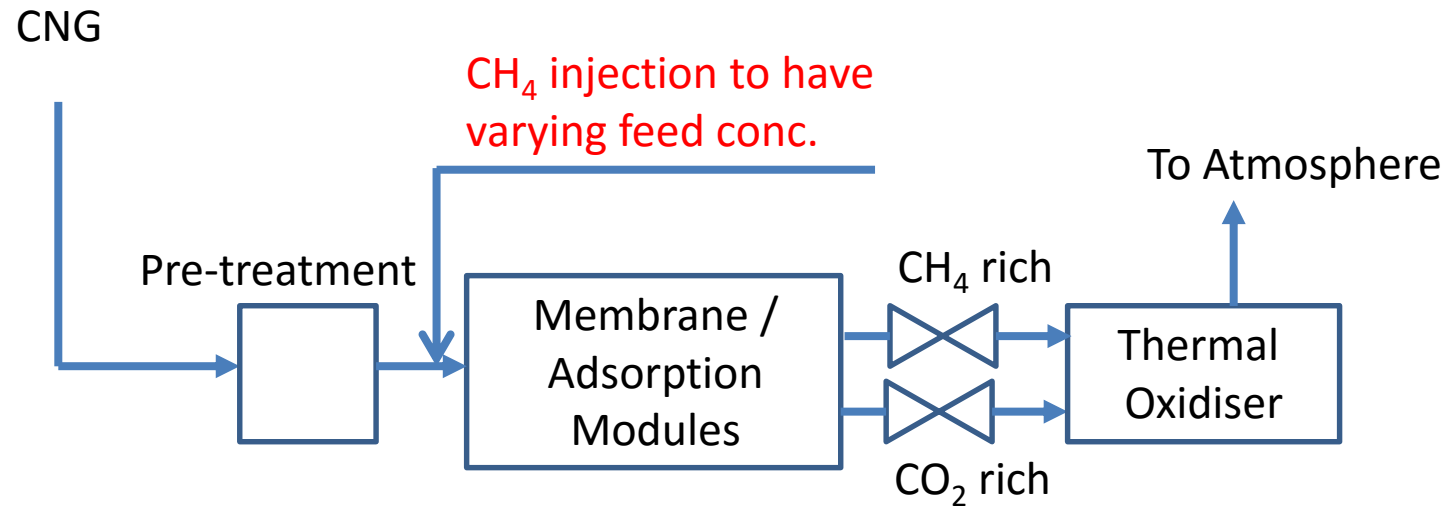 CNG
CH₄ injection to have
varying feed conc.
To Atmosphere
Pre-treatment
CH₄ rich
Membrane /
Adsorption
Modules
Thermal
Oxidiser
CO₂ rich